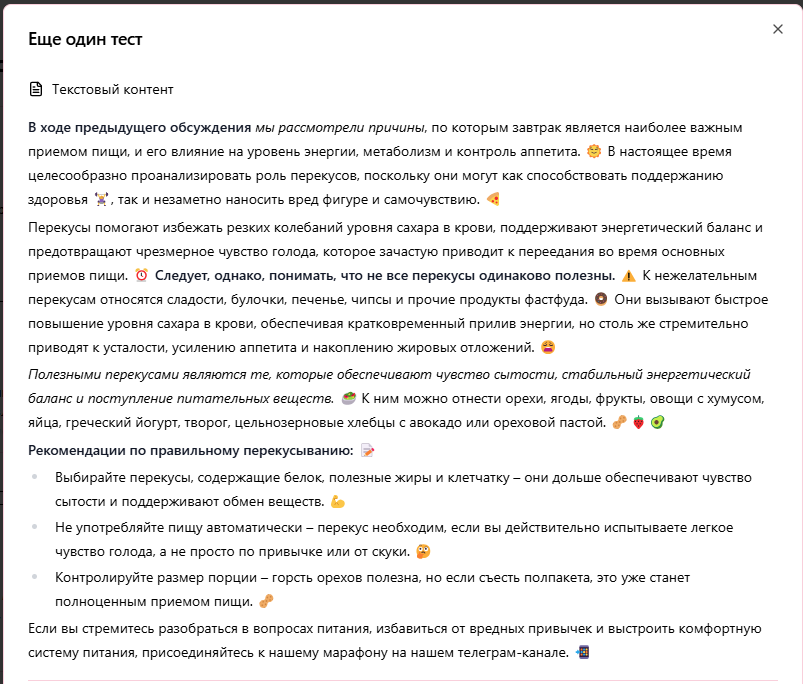 Еще один тест
Текстовый контент
В ходе предыдущего обсуждения мы рассмотрели причины, по которым завтрак является наиболее важным
приемом пищи, и его влияние на уровень энергии, метаболизм и контроль аппетита. 🌞 В настоящее время
целесообразно проанализировать роль перекусов, поскольку они могут как способствовать поддержанию
здоровья 🏋️‍♀️, так и незаметно наносить вред фигуре и самочувствию. 🍕
Перекусы помогают избежать резких колебаний уровня сахара в крови, поддерживают энергетический баланс и
предотвращают чрезмерное чувство голода, которое зачастую приводит к перееданию во время основных
приемов пищи. ⏰ Следует, однако, понимать, что не все перекусы одинаково полезны. ⚠️ К нежелательным
перекусам относятся сладости, булочки, печенье, чипсы и прочие продукты фастфуда. 🍩 Они вызывают быстрое
повышение уровня сахара в крови, обеспечивая кратковременный прилив энергии, но столь же стремительно
приводят к усталости, усилению аппетита и накоплению жировых отложений. 😩
Полезными перекусами являются те, которые обеспечивают чувство сытости, стабильный энергетический
баланс и поступление питательных веществ. 🥗 К ним можно отнести орехи, ягоды, фрукты, овощи с хумусом,
яйца, греческий йогурт, творог, цельнозерновые хлебцы с авокадо или ореховой пастой. 🥜 🍓 🥑
Рекомендации по правильному перекусыванию: 📝
Выбирайте перекусы, содержащие белок, полезные жиры и клетчатку – они дольше обеспечивают чувство
сытости и поддерживают обмен веществ. 💪
Не употребляйте пищу автоматически – перекус необходим, если вы действительно испытываете легкое
чувство голода, а не просто по привычке или от скуки. 🤔
Контролируйте размер порции – горсть орехов полезна, но если съесть полпакета, это уже станет
полноценным приемом пищи. 🥜
Если вы стремитесь разобраться в вопросах питания, избавиться от вредных привычек и выстроить комфортную
систему питания, присоединяйтесь к нашему марафону на нашем телеграм-канале. 📲